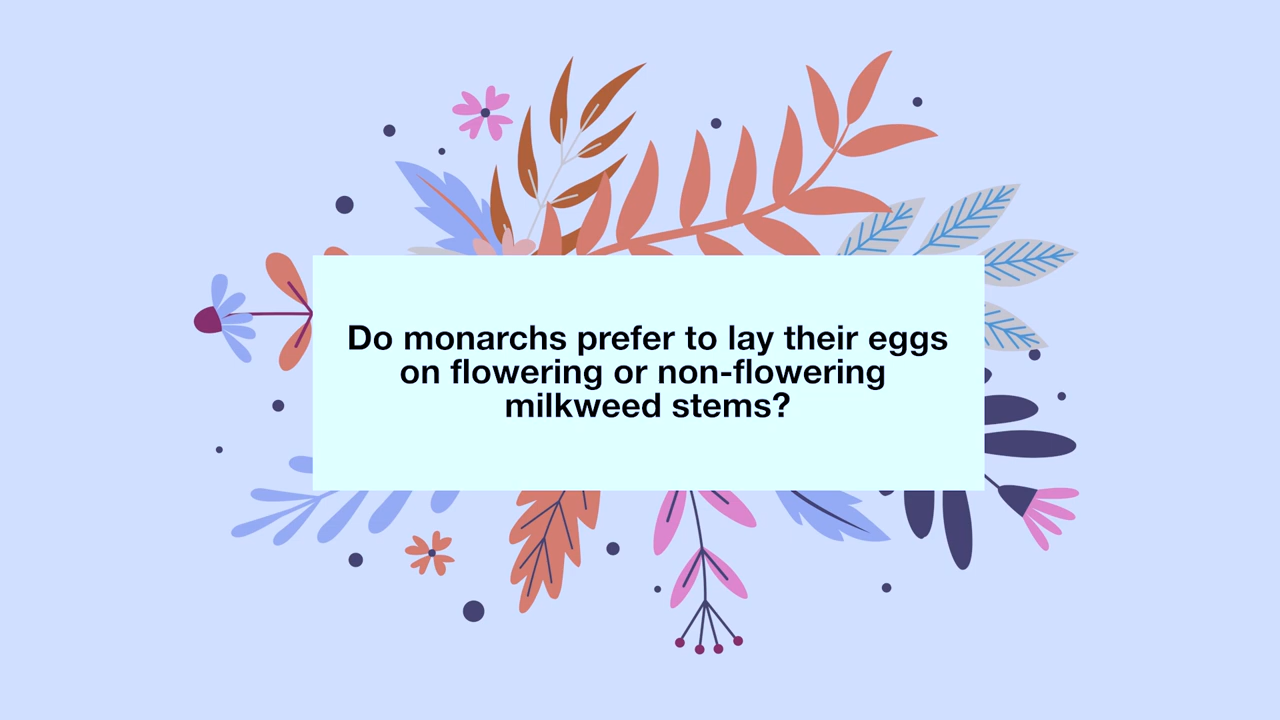 Do monarchs prefer to lay their eggs
on flowering or non-flowering
milkweed stems?